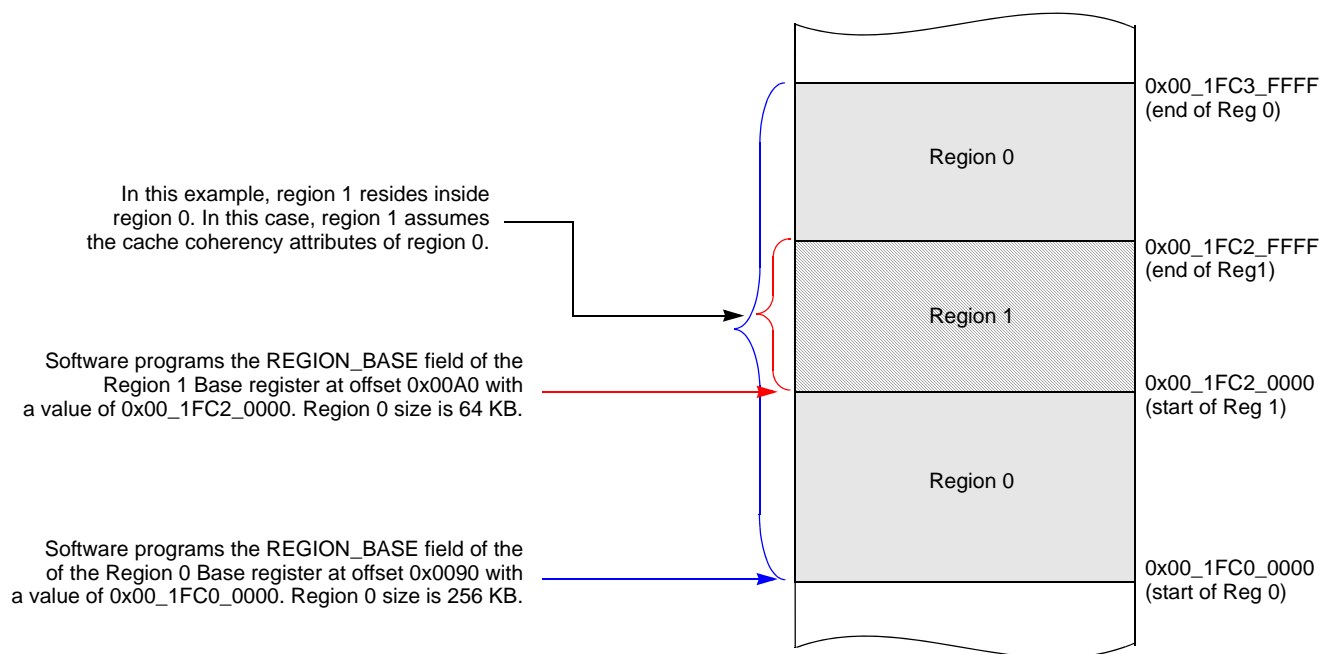 0x00_1FC3_FFFF
(end of Reg 0)
Region 0
In this example, region 1 resides inside
region 0. In this case, region 1 assumes
the cache coherency attributes of region 0.
0x00_1FC2_FFFF
(end of Reg1)
Region 1
Software programs the REGION_BASE field of the
Region 1 Base register at offset 0x00A0 with
a value of 0x00_1FC2_0000. Region 0 size is 64 KB.
0x00_1FC2_0000
(start of Reg 1)
Region 0
Software programs the REGION_BASE field of the
of the Region 0 Base register at offset 0x0090 with
a value of 0x00_1FC0_0000. Region 0 size is 256 KB.
0x00_1FC0_0000
(start of Reg 0)